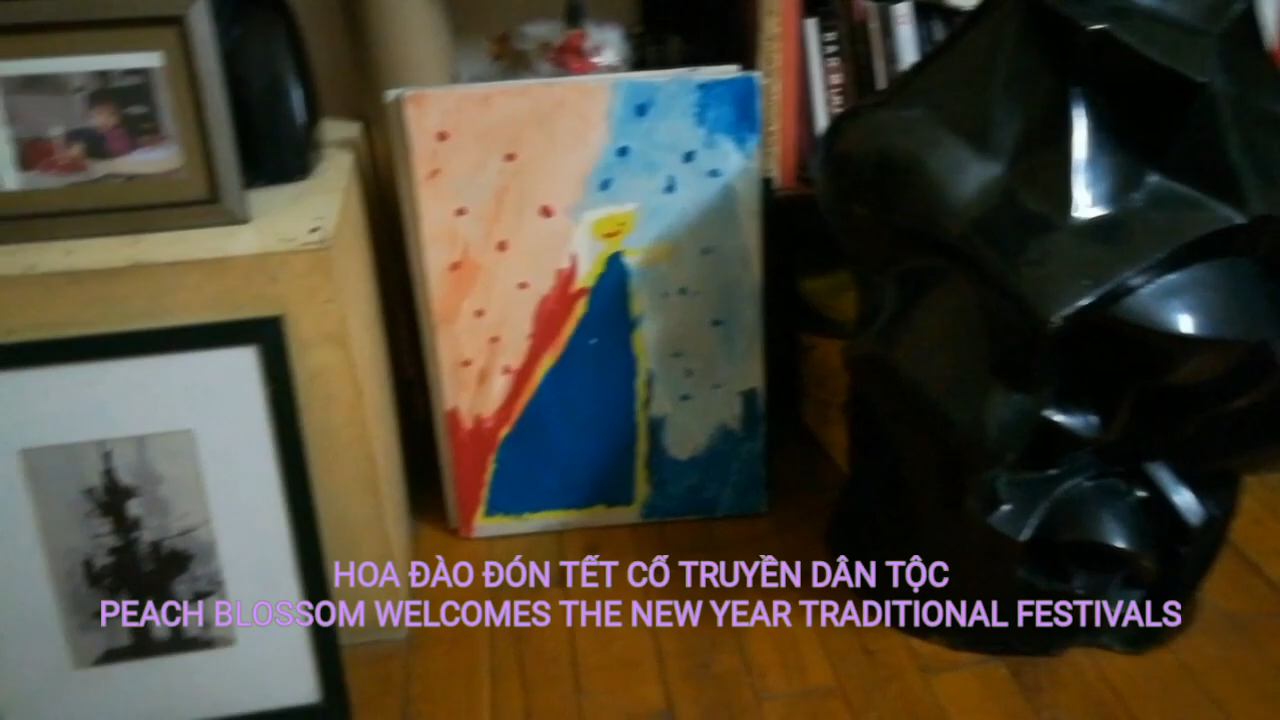 HOA ĐÀO ĐÓN TẾT CỔ TRUYỀN DÂN TỘC
PEACH BLOSSOM WELCOMES THE NEW YEAR TRADITIONAL FESTIVALS